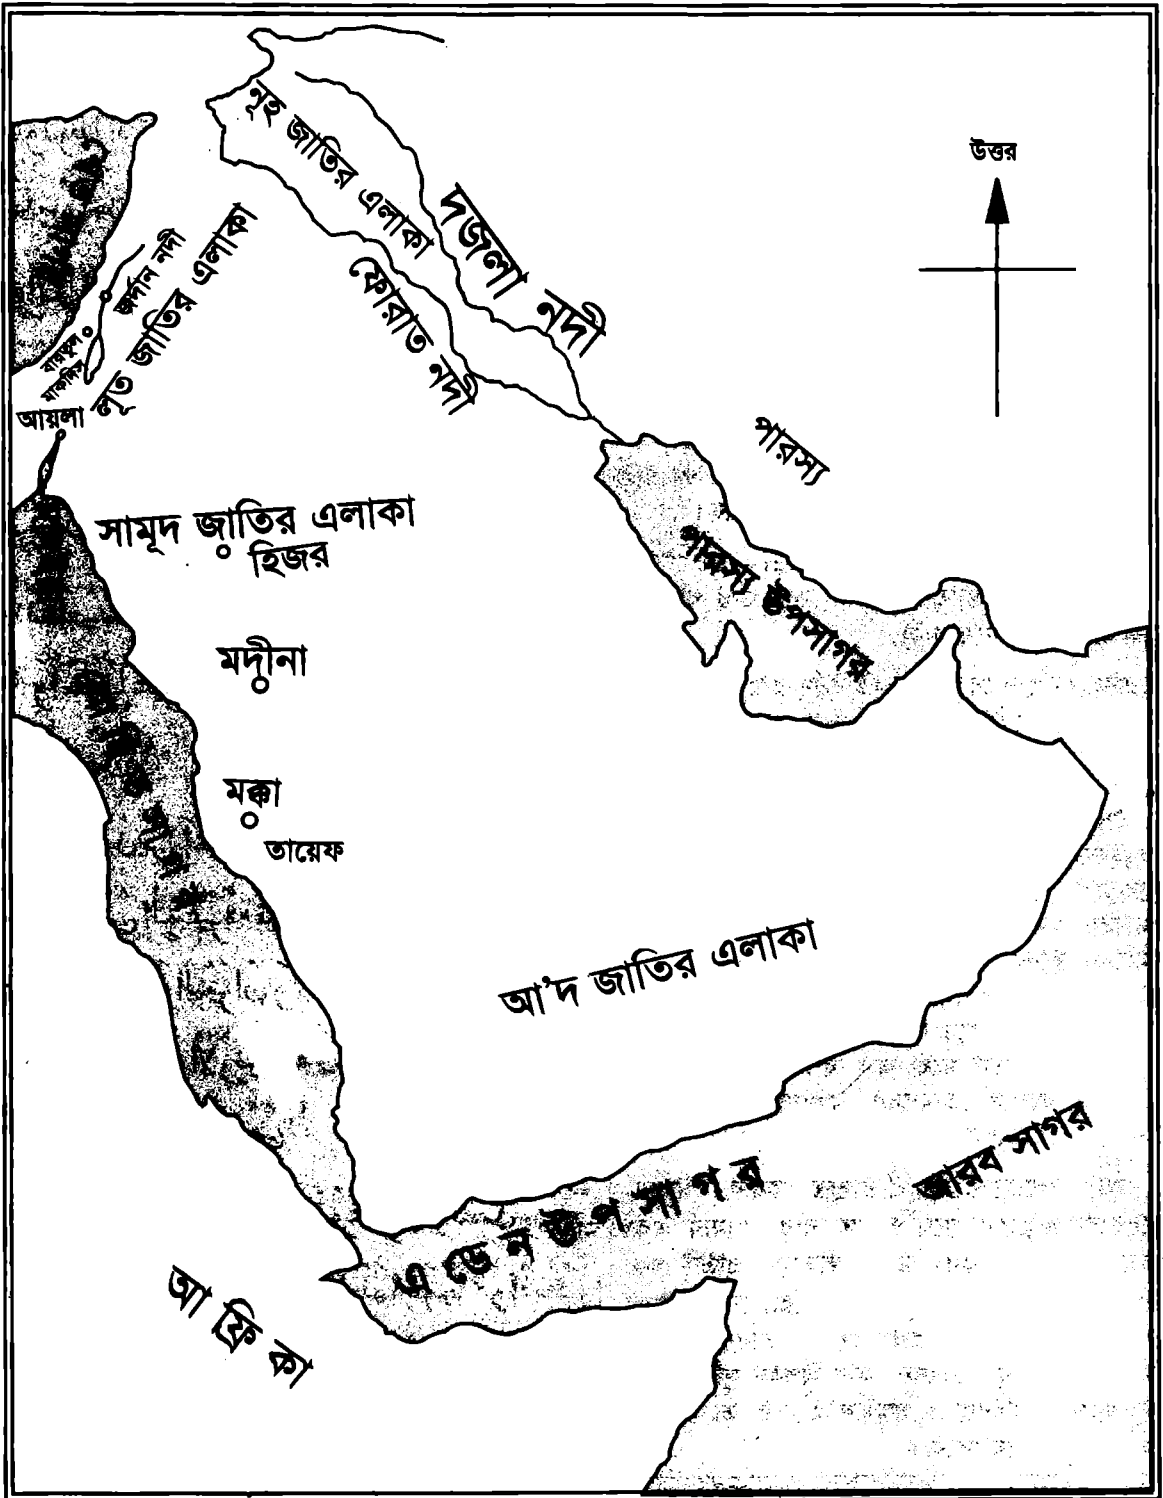 উত্তর
নূহ জাতির এলাকা
দজলা নদী
ফোরাত নদী
জর্দান নদী
লূত জাতির এলাকা
বায়তুল
মাকদিস
আয়লা
পারস্য
পারস্য উপসাগর
সামূদ জাতির এলাকা
হিজর
মদীনা
মক্কা
তায়েফ
আ'দ জাতির এলাকা
আরব সাগর
এডেন উপসাগর
আফ্রিকা